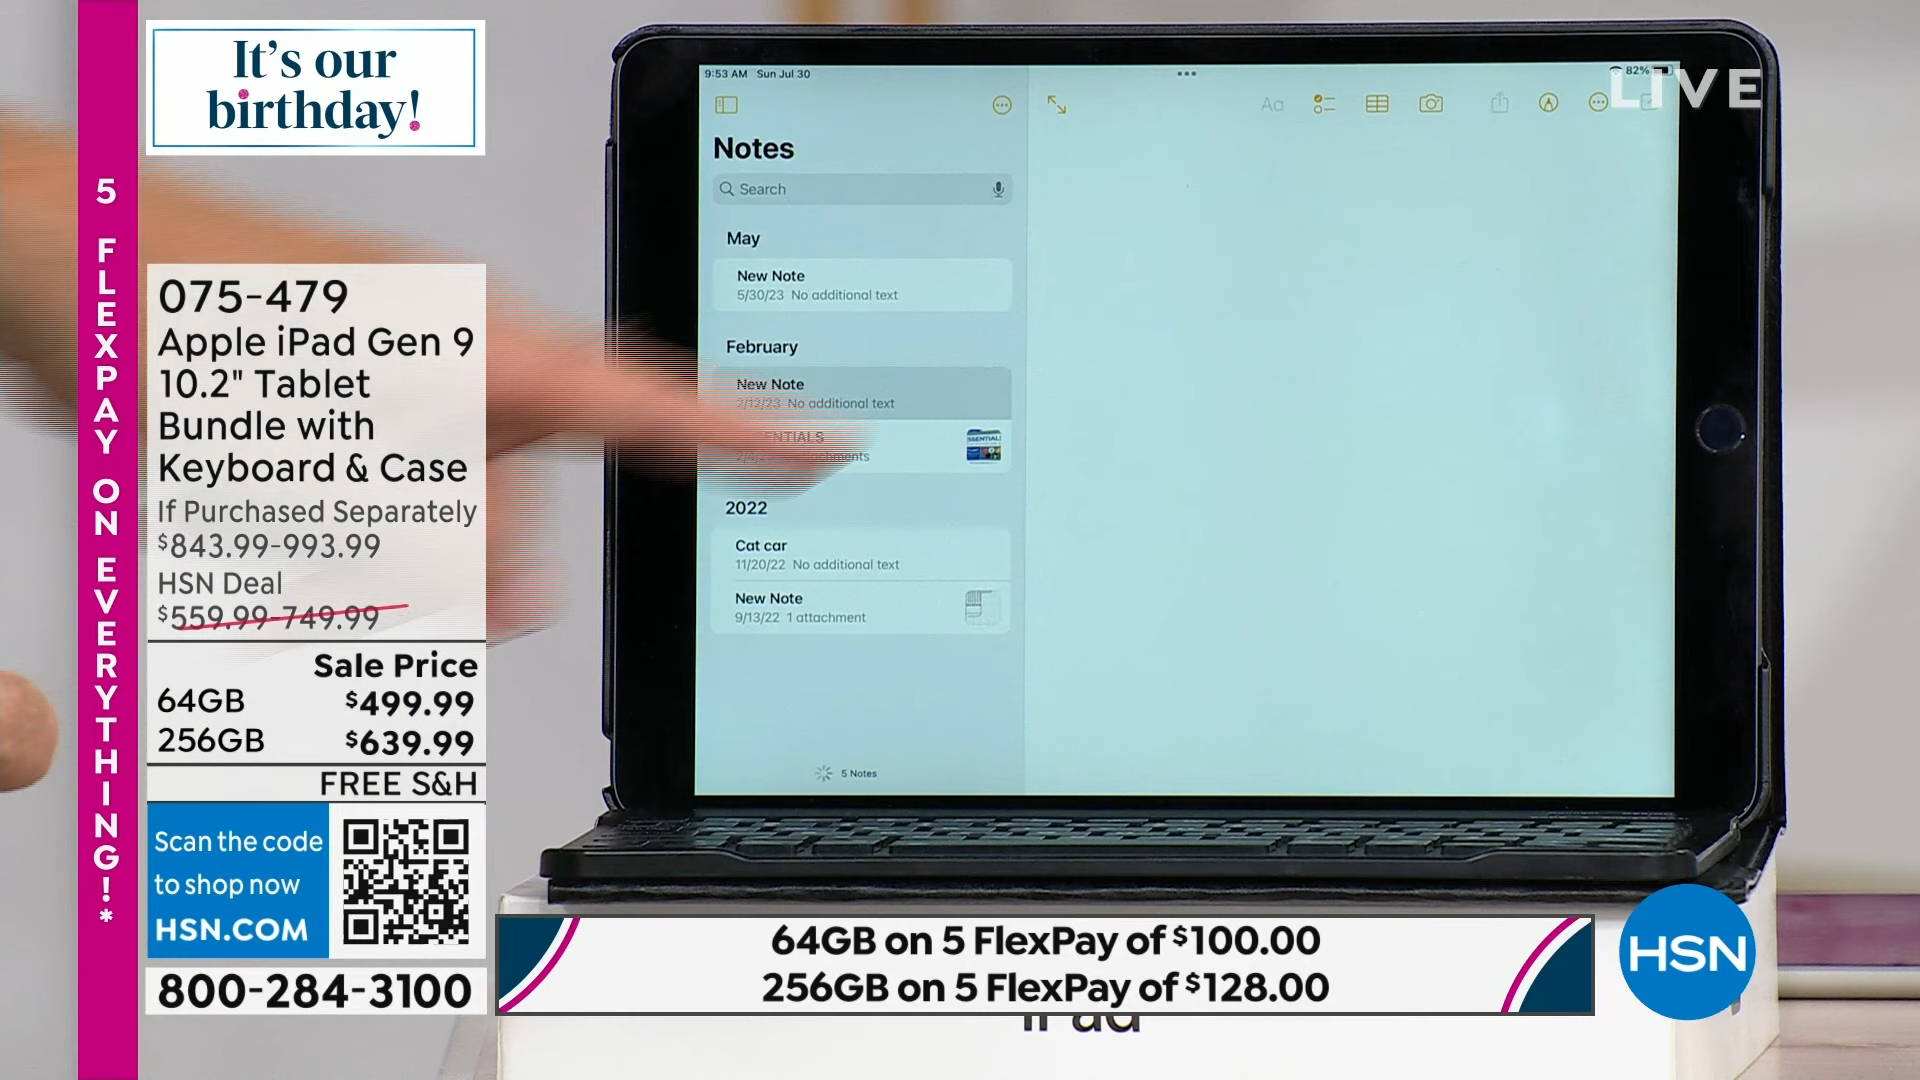 It's our
birthday!
5 FLEXPAY ON EVERYTHING!*
075-479
Apple iPad Gen 9
10.2" Tablet
Bundle with
Keyboard & Case
If Purchased Separately
$843.99-993.99
HSN Deal
$559.99-749.99
Sale Price
64GB $499.99
256GB $639.99
FREE S&H
Scan the code
to shop now
HSN.COM
800-284-3100
9:53 AM Sun Jul 30
82%
LIVE
Aa
Notes
Search
May
New Note
5/30/23 No additional text
February
New Note
2/12/23 No additional text
2022
Cat car
11/20/22 No additional text
New Note
9/13/22 1 attachment
5 Notes
64GB on 5 FlexPay of $100.00
256GB on 5 FlexPay of $128.00
HSN
iPad